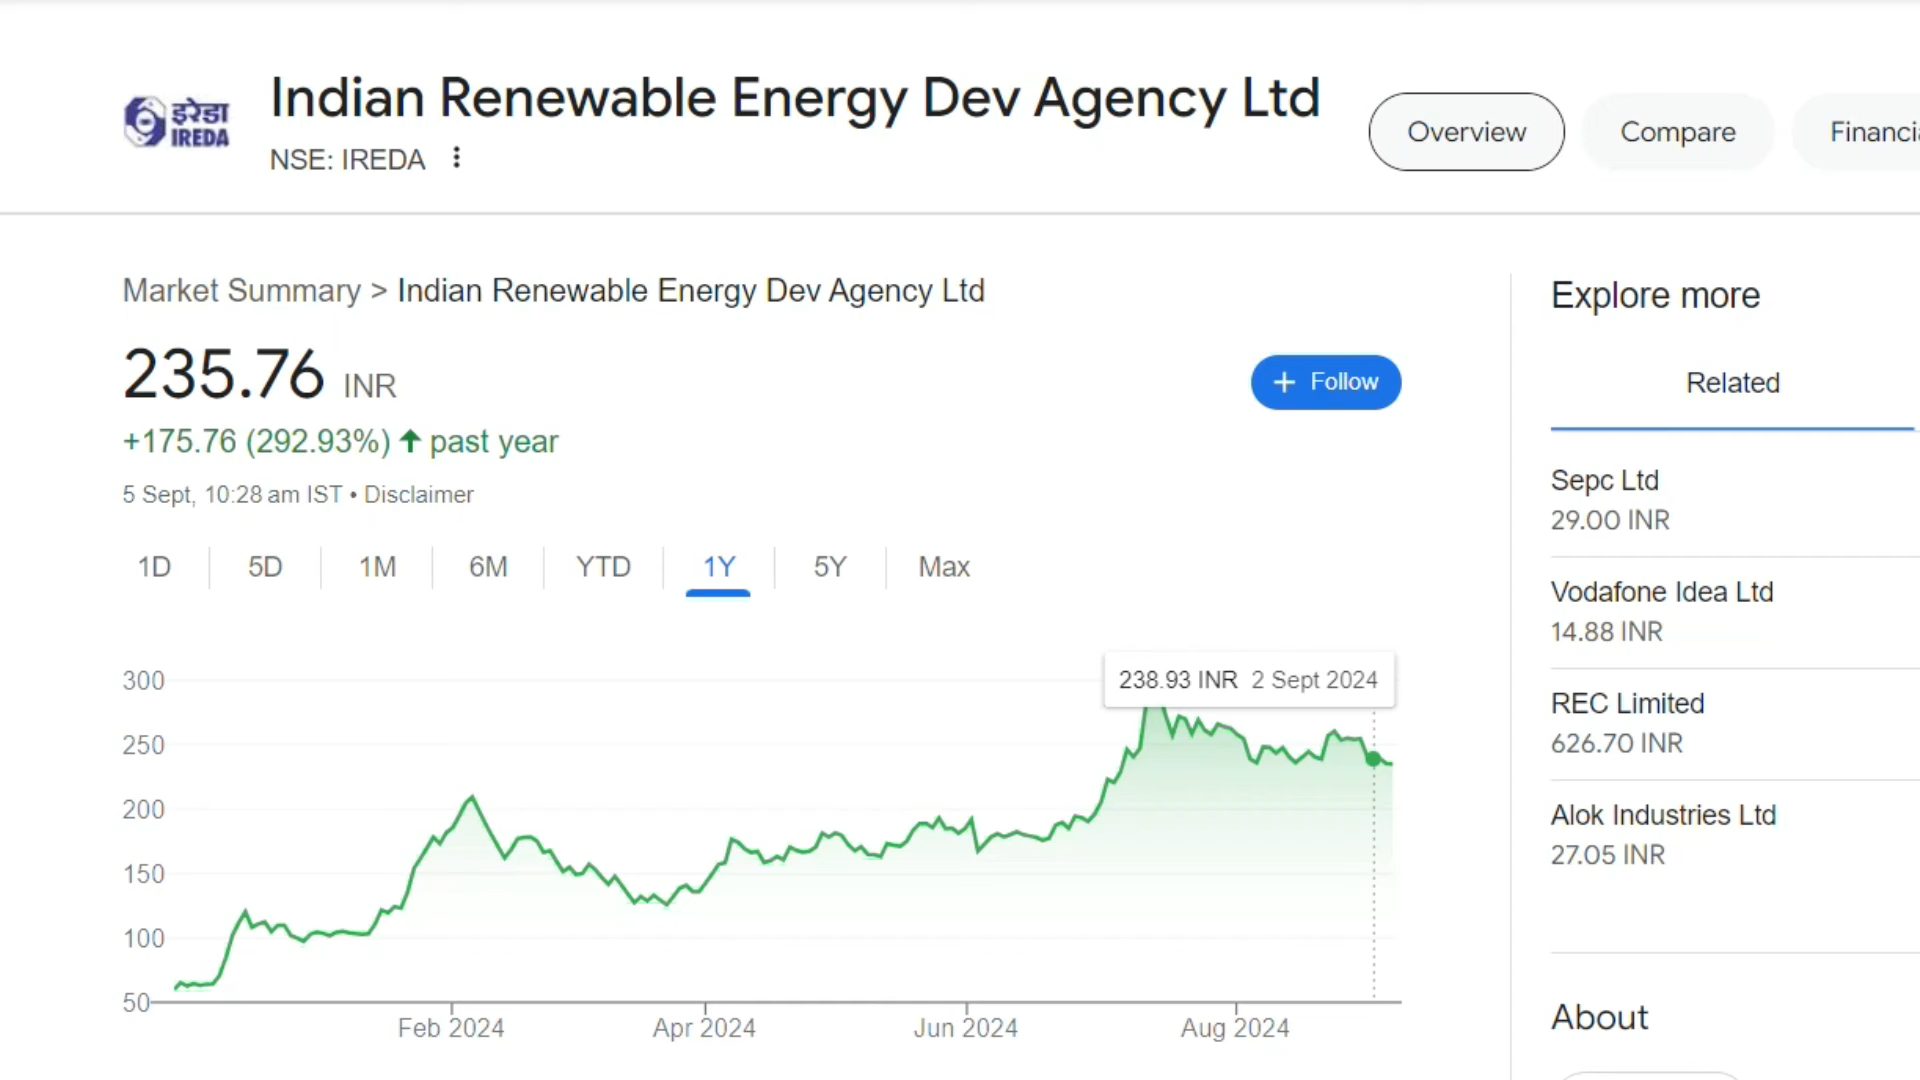 इरेडा
IREDA
Indian Renewable Energy Dev Agency Ltd
NSE: IREDA
Overview
Compare
Financi
Market Summary > Indian Renewable Energy Dev Agency Ltd
235.76 INR
+ Follow
+175.76 (292.93%) ↑ past year
5 Sept, 10:28 am IST • Disclaimer
1D 5D 1M 6M YTD 1Y 5Y Max
238.93 INR 2 Sept 2024
300
250
200
150
100
50
Feb 2024 Apr 2024 Jun 2024 Aug 2024
Explore more
Related
Sepc Ltd
29.00 INR
Vodafone Idea Ltd
14.88 INR
REC Limited
626.70 INR
Alok Industries Ltd
27.05 INR
About